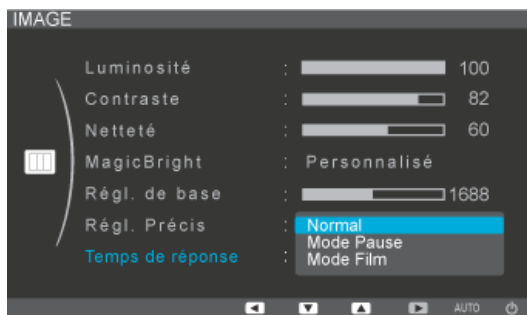 IMAGE
Luminosité : 100
Contraste : 82
Netteté : 60
MagicBright : Personnalisé
Régl. de base : 1688
Régl. Précis :
Temps de réponse :
Normal
Mode Pause
Mode Film
AUTO